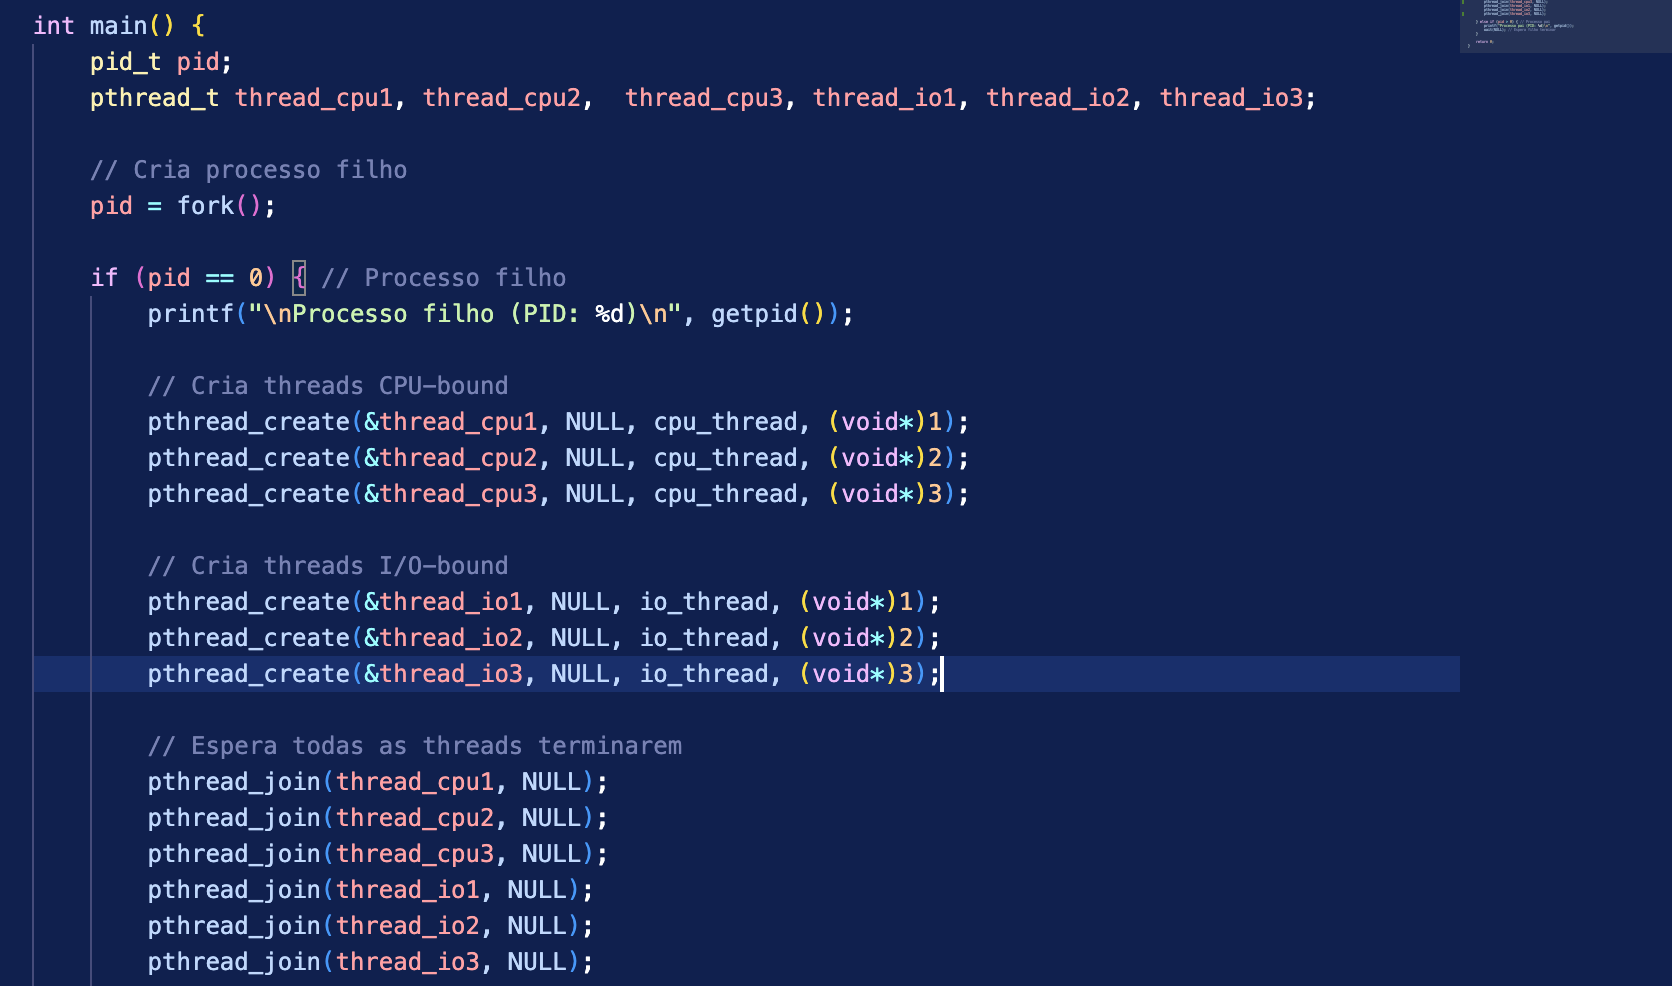 int main() {
pid_t pid;
pthread_t thread_cpu1, thread_cpu2,  thread_cpu3, thread_io1, thread_io2, thread_io3;
// Cria processo filho
pid = fork();
if (pid == 0) { // Processo filho
printf("\nProcesso filho (PID: %d)\n", getpid());
// Cria threads CPU-bound
pthread_create(&thread_cpu1, NULL, cpu_thread, (void*)1);
pthread_create(&thread_cpu2, NULL, cpu_thread, (void*)2);
pthread_create(&thread_cpu3, NULL, cpu_thread, (void*)3);
// Cria threads I/O-bound
pthread_create(&thread_io1, NULL, io_thread, (void*)1);
pthread_create(&thread_io2, NULL, io_thread, (void*)2);
pthread_create(&thread_io3, NULL, io_thread, (void*)3);
// Espera todas as threads terminarem
pthread_join(thread_cpu1, NULL);
pthread_join(thread_cpu2, NULL);
pthread_join(thread_cpu3, NULL);
pthread_join(thread_io1, NULL);
pthread_join(thread_io2, NULL);
pthread_join(thread_io3, NULL);